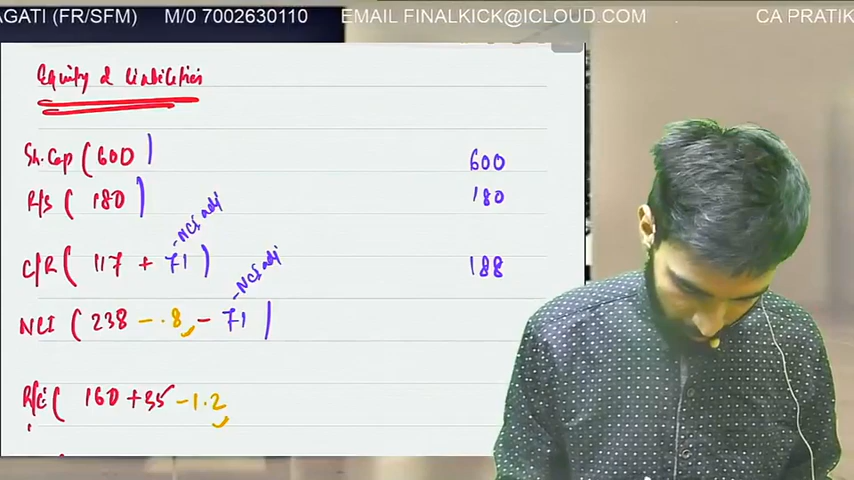 AGATI (FR/SFM) M/0 7002630110 EMAIL FINALKICK@ICLOUD.COM CA PRATIK
Equity & Liabilities
Sh. Cap (600) 600
R/S (180) 180
- NCI adj
C/R (117 + 71) 188
- NCI adj
NCI (238 - .8 - 71)
R/E (160 + 35 - 1.2